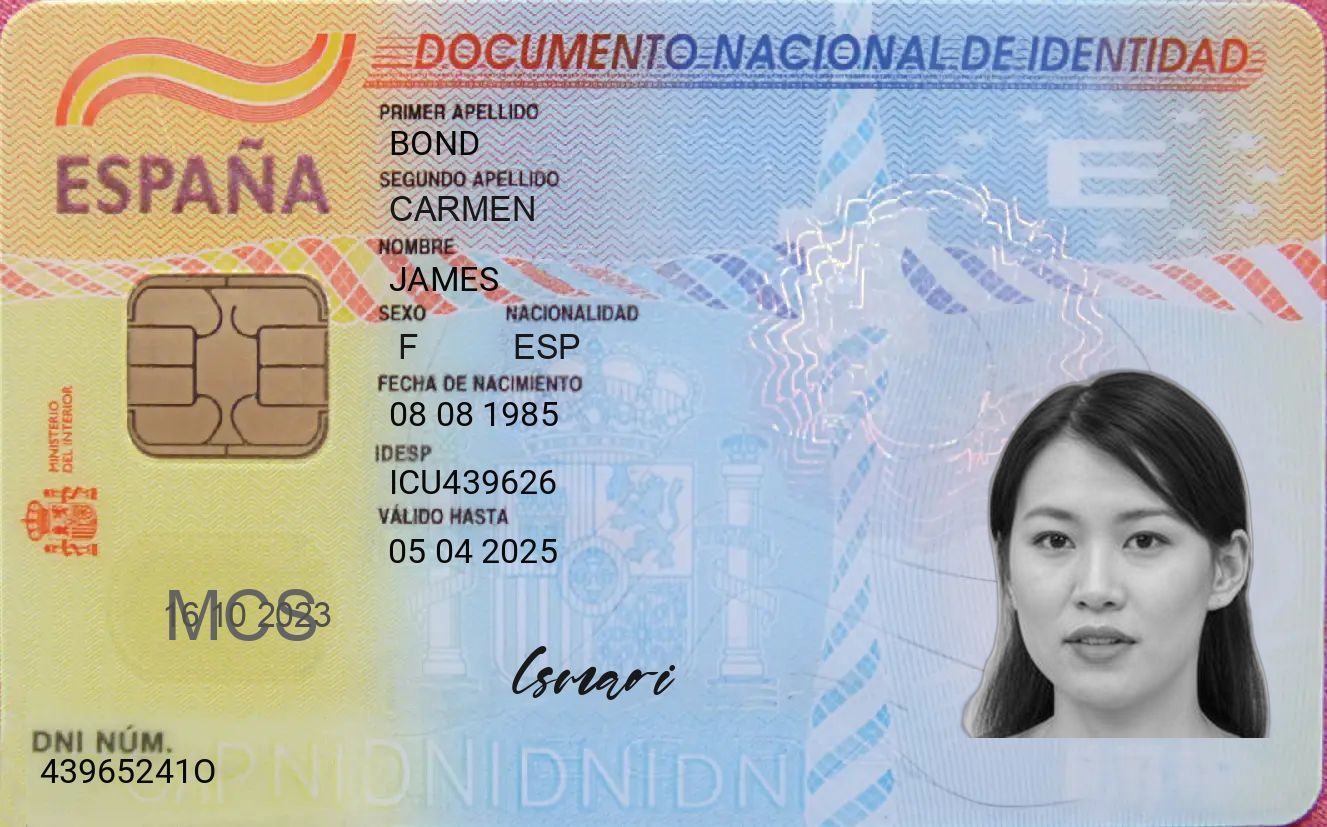 DOCUMENTO NACIONAL DE IDENTIDAD
ESPAÑA
PRIMER APELLIDO
BOND
SEGUNDO APELLIDO
CARMEN
NOMBRE
JAMES
SEXO NACIONALIDAD
F ESP
FECHA DE NACIMIENTO
08 08 1985
IDESP
ICU439626
VÁLIDO HASTA
05 04 2025
MINISTERIO
DEL INTERIOR
E
MCS
16 10 2023
Ismari
DNI NÚM.
43965241O
DNIDNIDNIDN